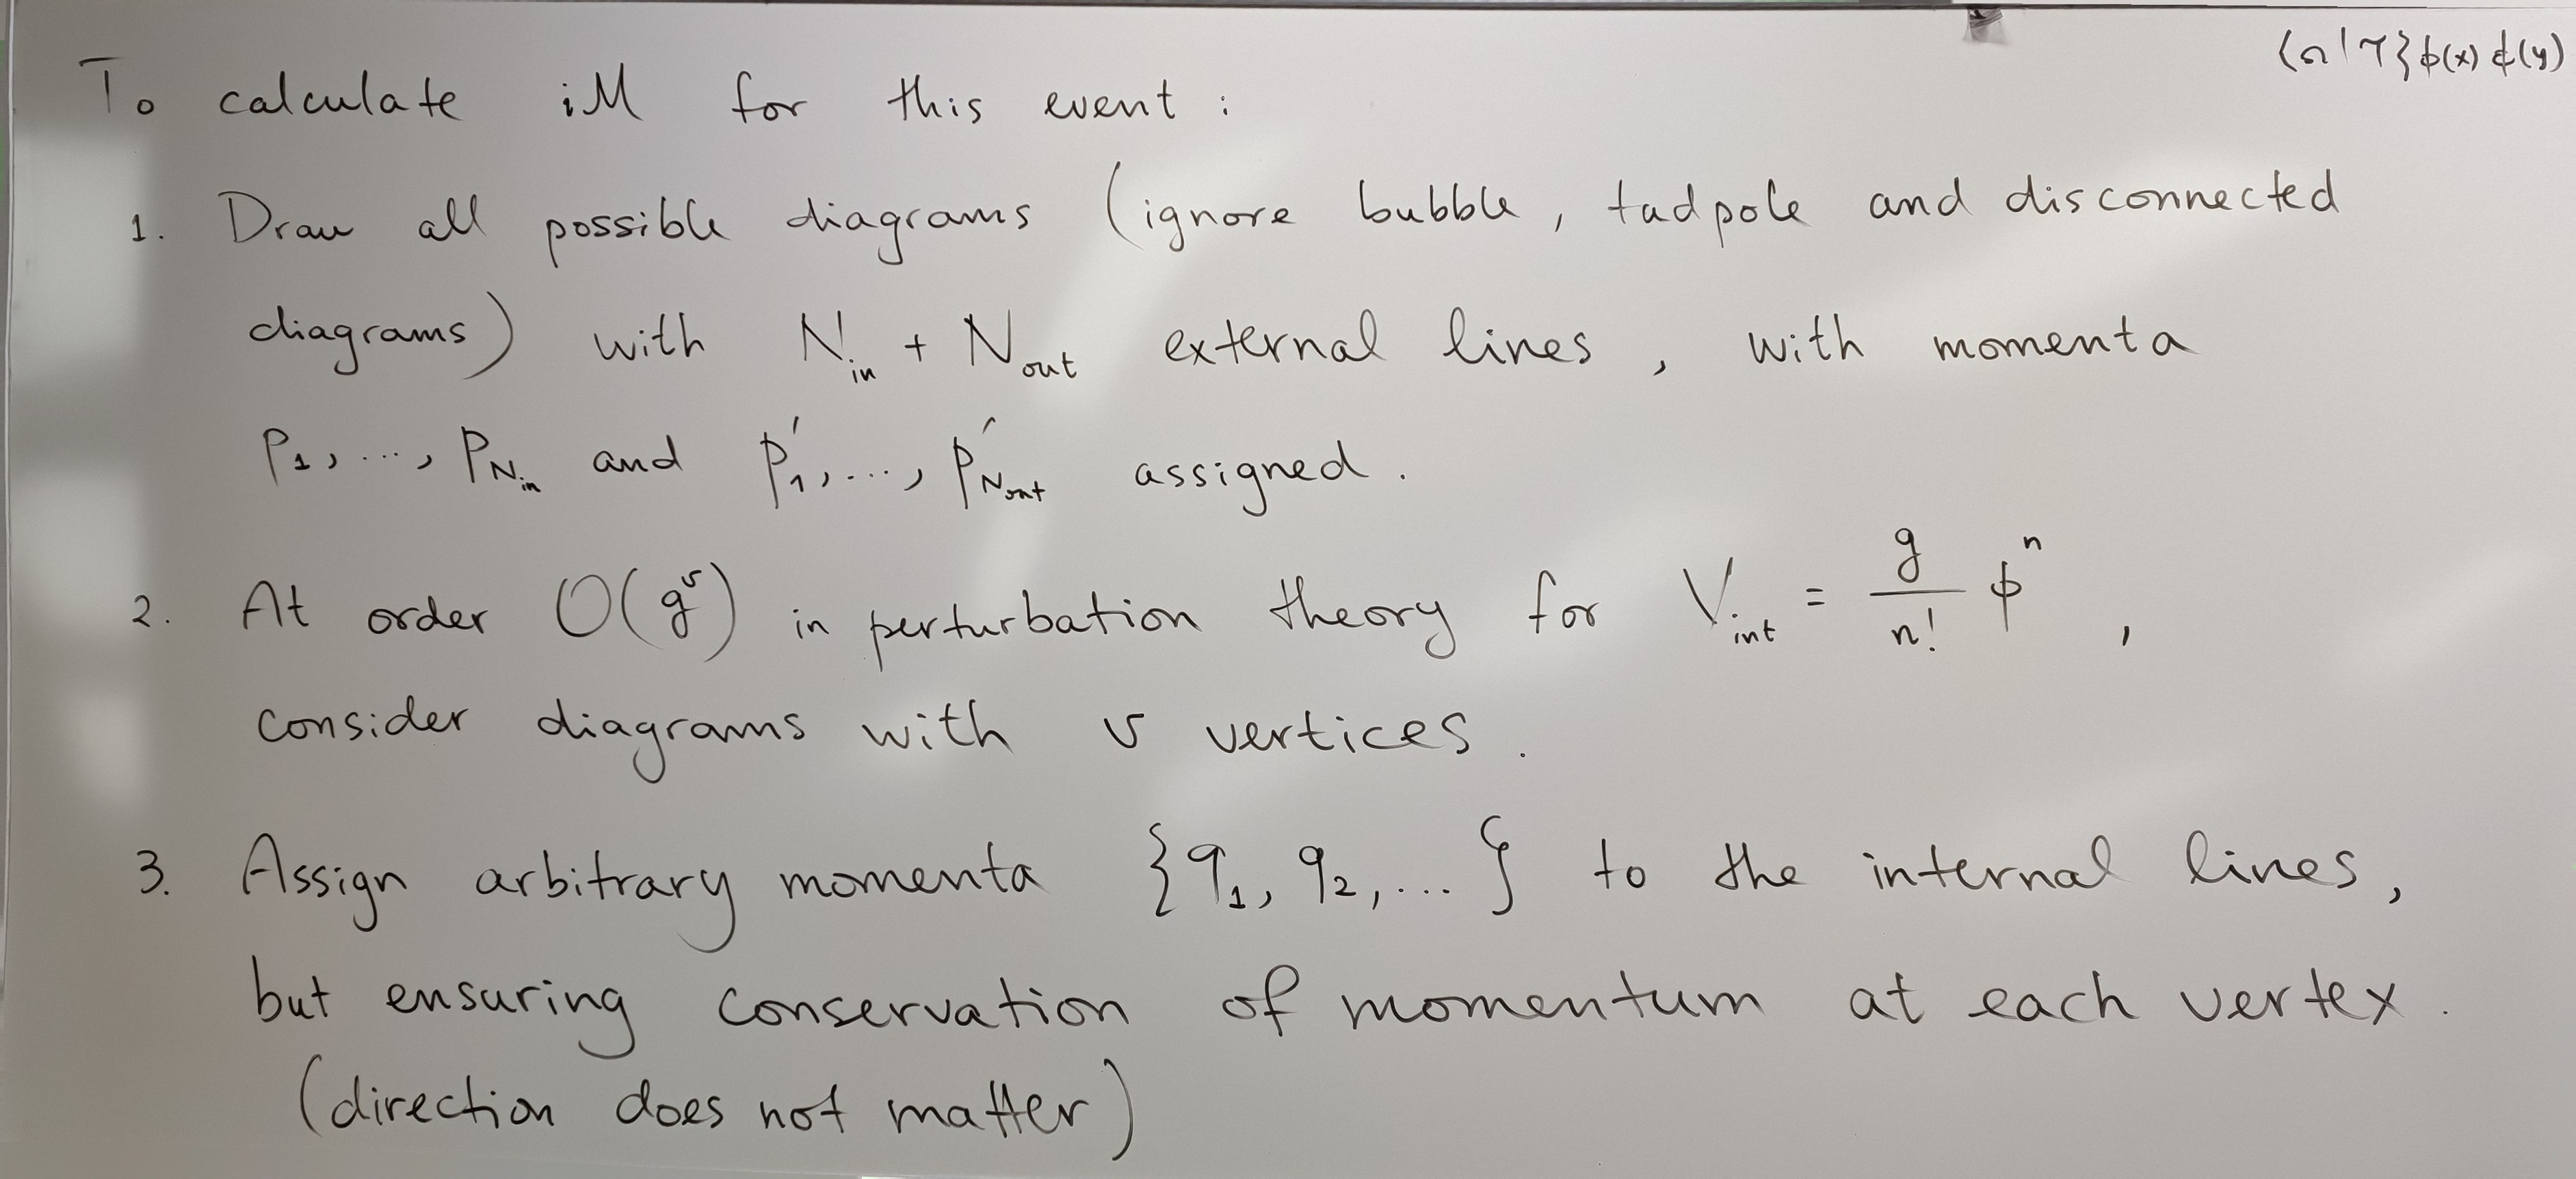 ⟨Ω|T{ϕ(x)ϕ(y)
To calculate iM for this event :
1. Draw all possible diagrams (ignore bubble, tadpole and disconnected
diagrams) with N_in + N_out external lines, with momenta
p_1, ..., p_{N_in} and p'_1, ..., p'_{N_out} assigned.
2. At order O(g^v) in perturbation theory for V_int = g/n! ϕ^n,
consider diagrams with v vertices.
3. Assign arbitrary momenta {q_1, q_2, ...} to the internal lines,
but ensuring conservation of momentum at each vertex.
(direction does not matter)